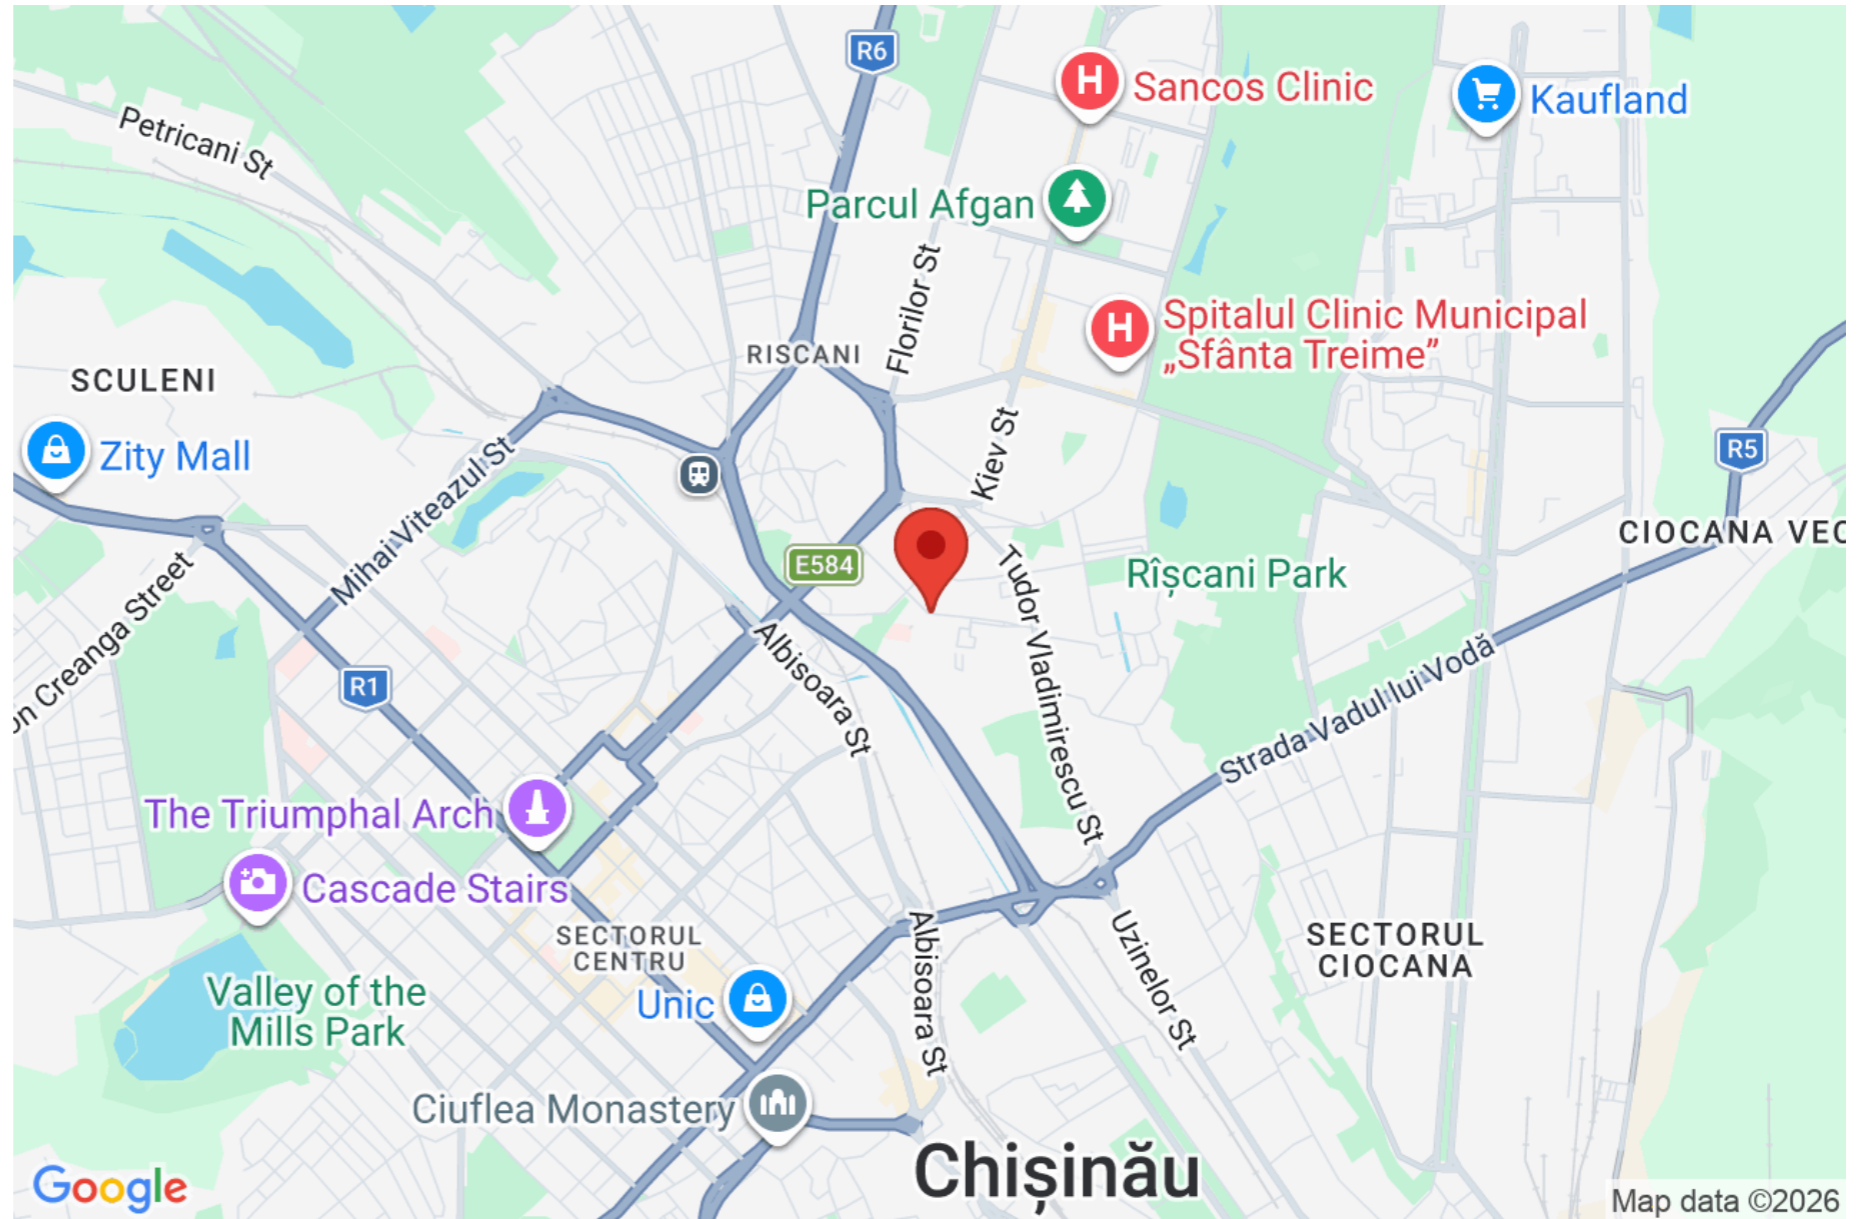 R6
Sancos Clinic
Kaufland
Petricani St
Parcul Afgan
Florilor St
Spitalul Clinic Municipal
„Sfânta Treime”
RISCANI
SCULENI
Zity Mall
Mihai Viteazul St
Kiev St
R5
CIOCANA VEC
E584
Rîșcani Park
Tudor Vladimirescu St
on Creanga Street
R1
Albisoara St
Strada Vadul lui Vodă
The Triumphal Arch
Cascade Stairs
SECTORUL
CENTRU
Albisoara St
Uzinelor St
SECTORUL
CIOCANA
Valley of the
Mills Park
Unic
Ciuflea Monastery
Chișinău
Google
Map data ©2026